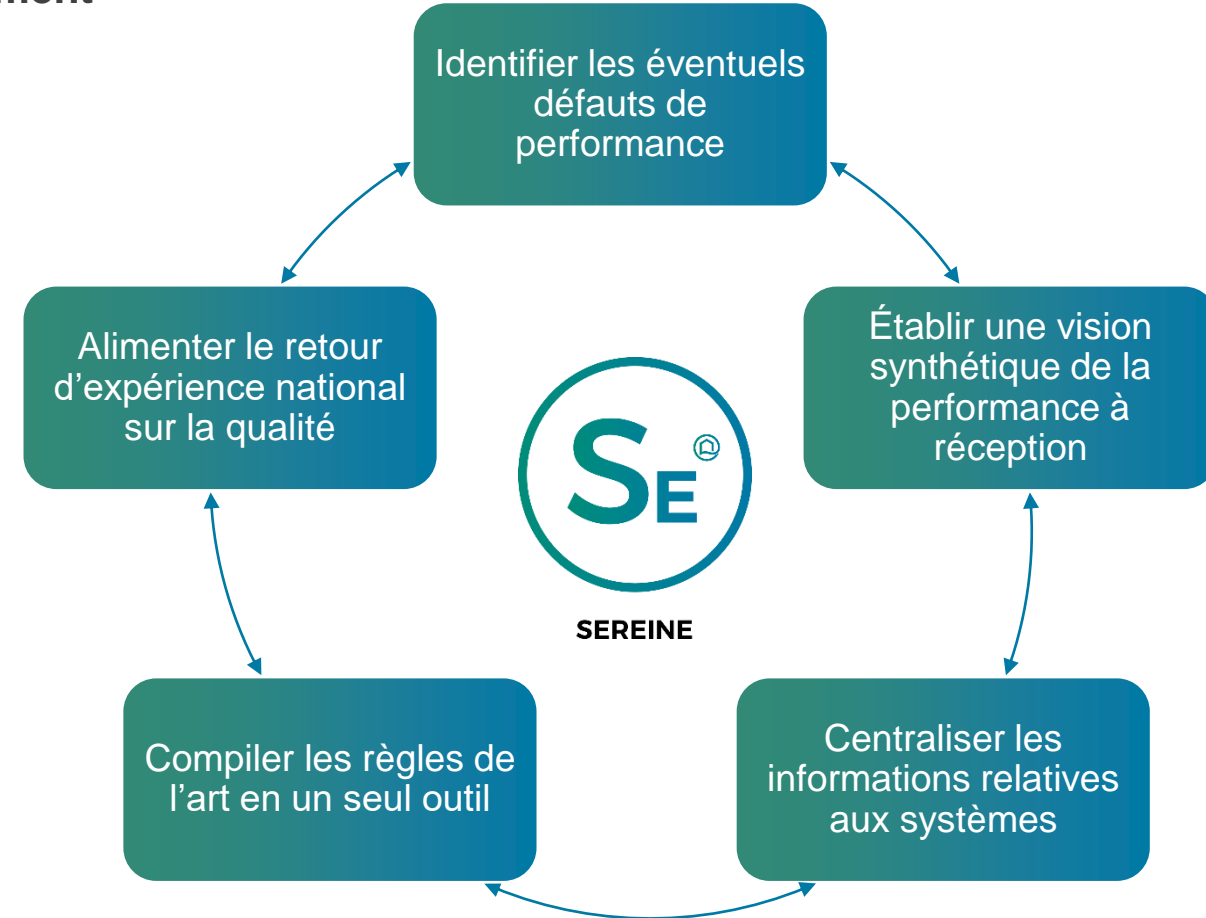 Identifier les éventuels
défauts de
performance
Alimenter le retour
d’expérience national
sur la qualité
Établir une vision
synthétique de la
performance à
réception
SE
SEREINE
Compiler les règles de
l’art en un seul outil
Centraliser les
informations relatives
aux systèmes